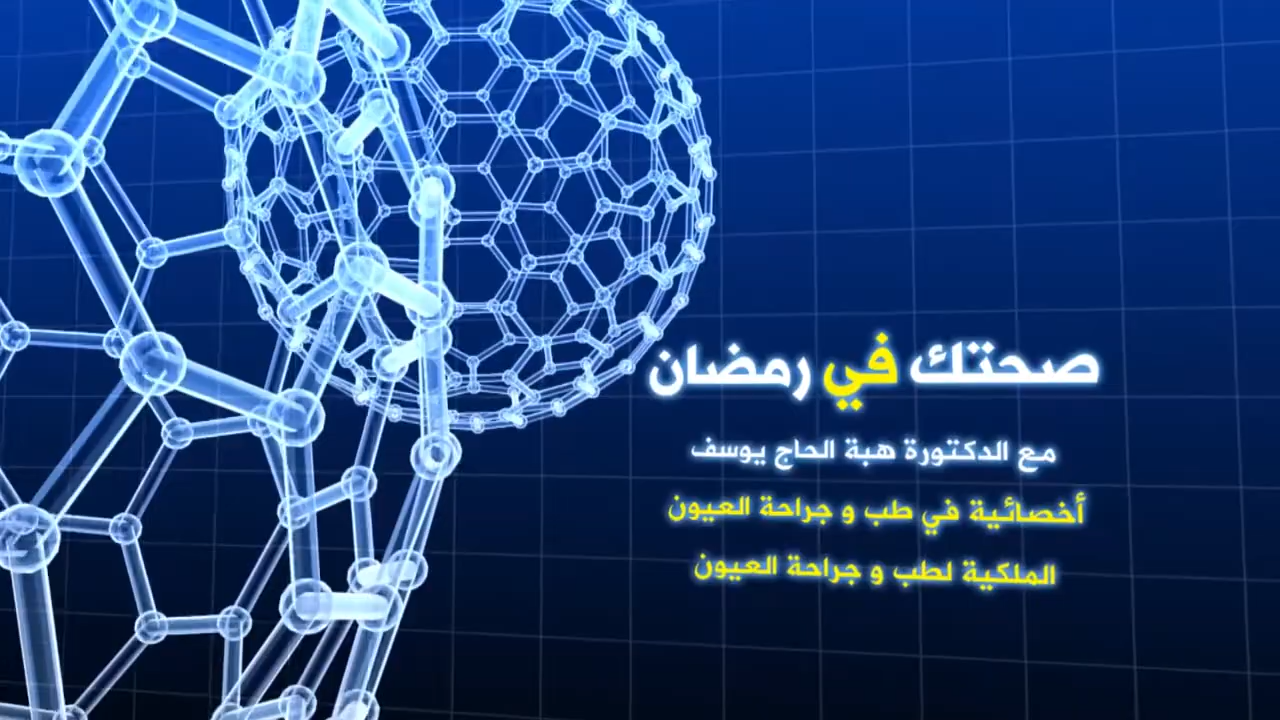 صحتك في رمضان
مع الدكتورة هبة الحاج يوسف
أخصائية في طب و جراحة العيون
الملكية لطب و جراحة العيون